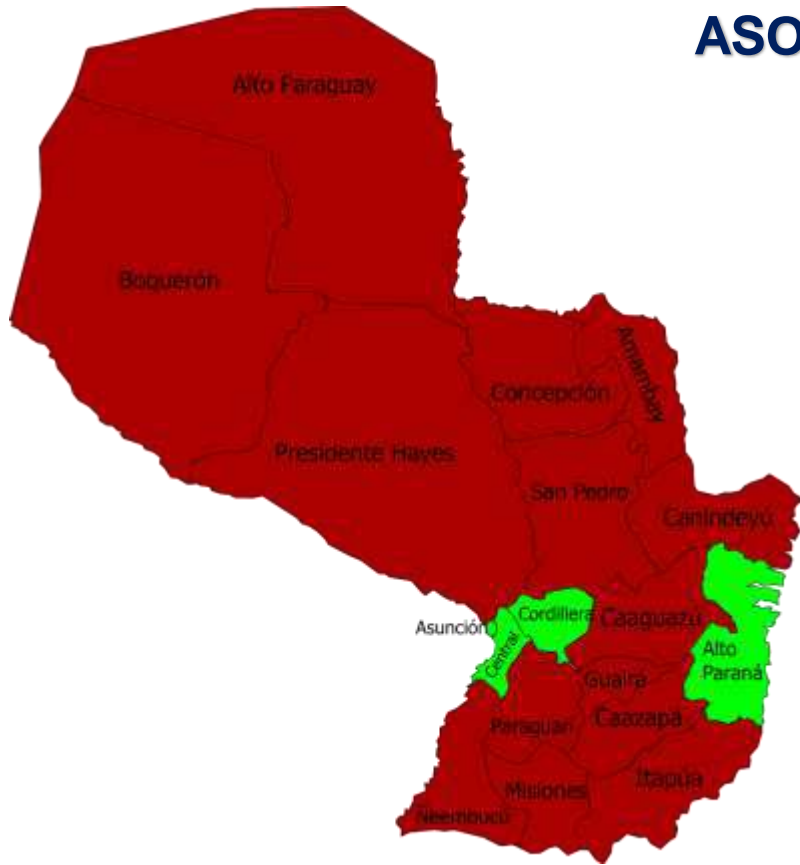 ASO
Alto Paraguay
Boquerón
Amambay
Concepción
Presidente Hayes
San Pedro
Canindeyú
Cordillera
Caaguazú
Asunción
Central
Alto
Paraná
Guairá
Caazapá
Paraguarí
Itapúa
Misiones
Ñeembucú